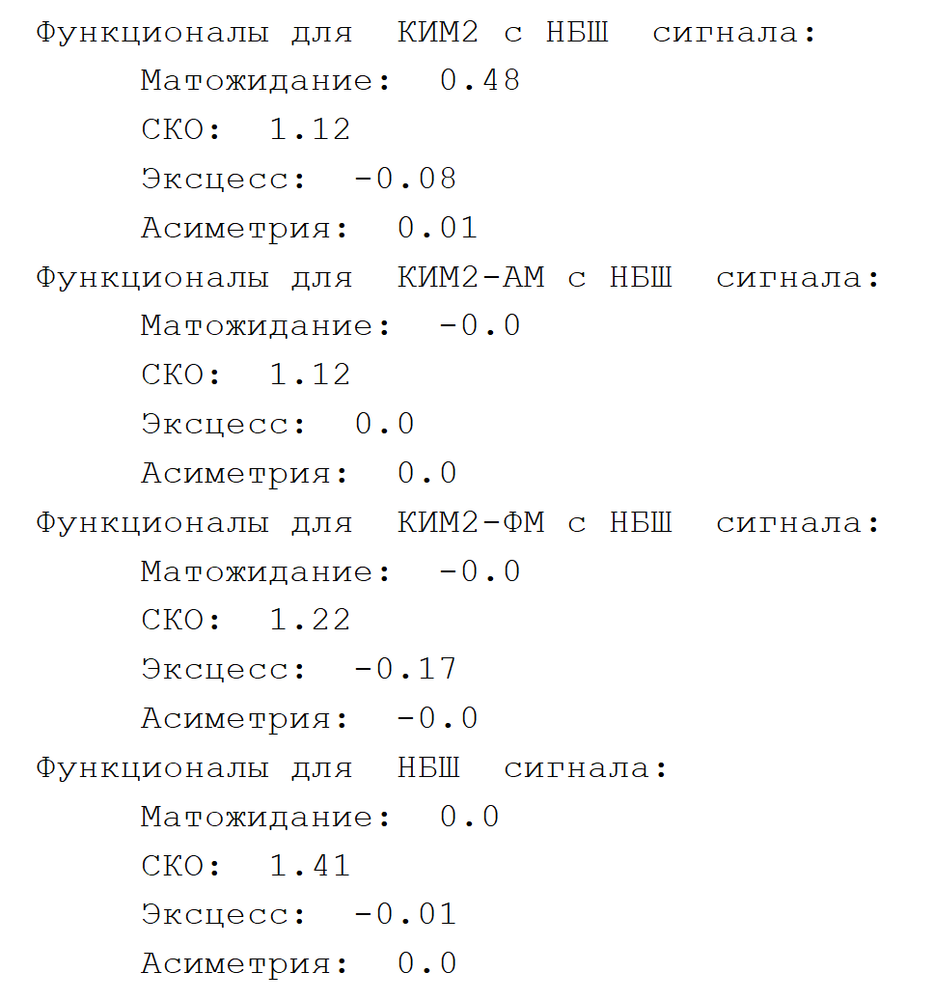 Функционалы для  КИМ2 с НБШ  сигнала:
Матожидание:  0.48
СКО:  1.12
Эксцесс:  -0.08
Асиметрия:  0.01
Функционалы для  КИМ2-АМ с НБШ  сигнала:
Матожидание:  -0.0
СКО:  1.12
Эксцесс:  0.0
Асиметрия:  0.0
Функционалы для  КИМ2-ФМ с НБШ  сигнала:
Матожидание:  -0.0
СКО:  1.22
Эксцесс:  -0.17
Асиметрия:  -0.0
Функционалы для  НБШ  сигнала:
Матожидание:  0.0
СКО:  1.41
Эксцесс:  -0.01
Асиметрия:  0.0